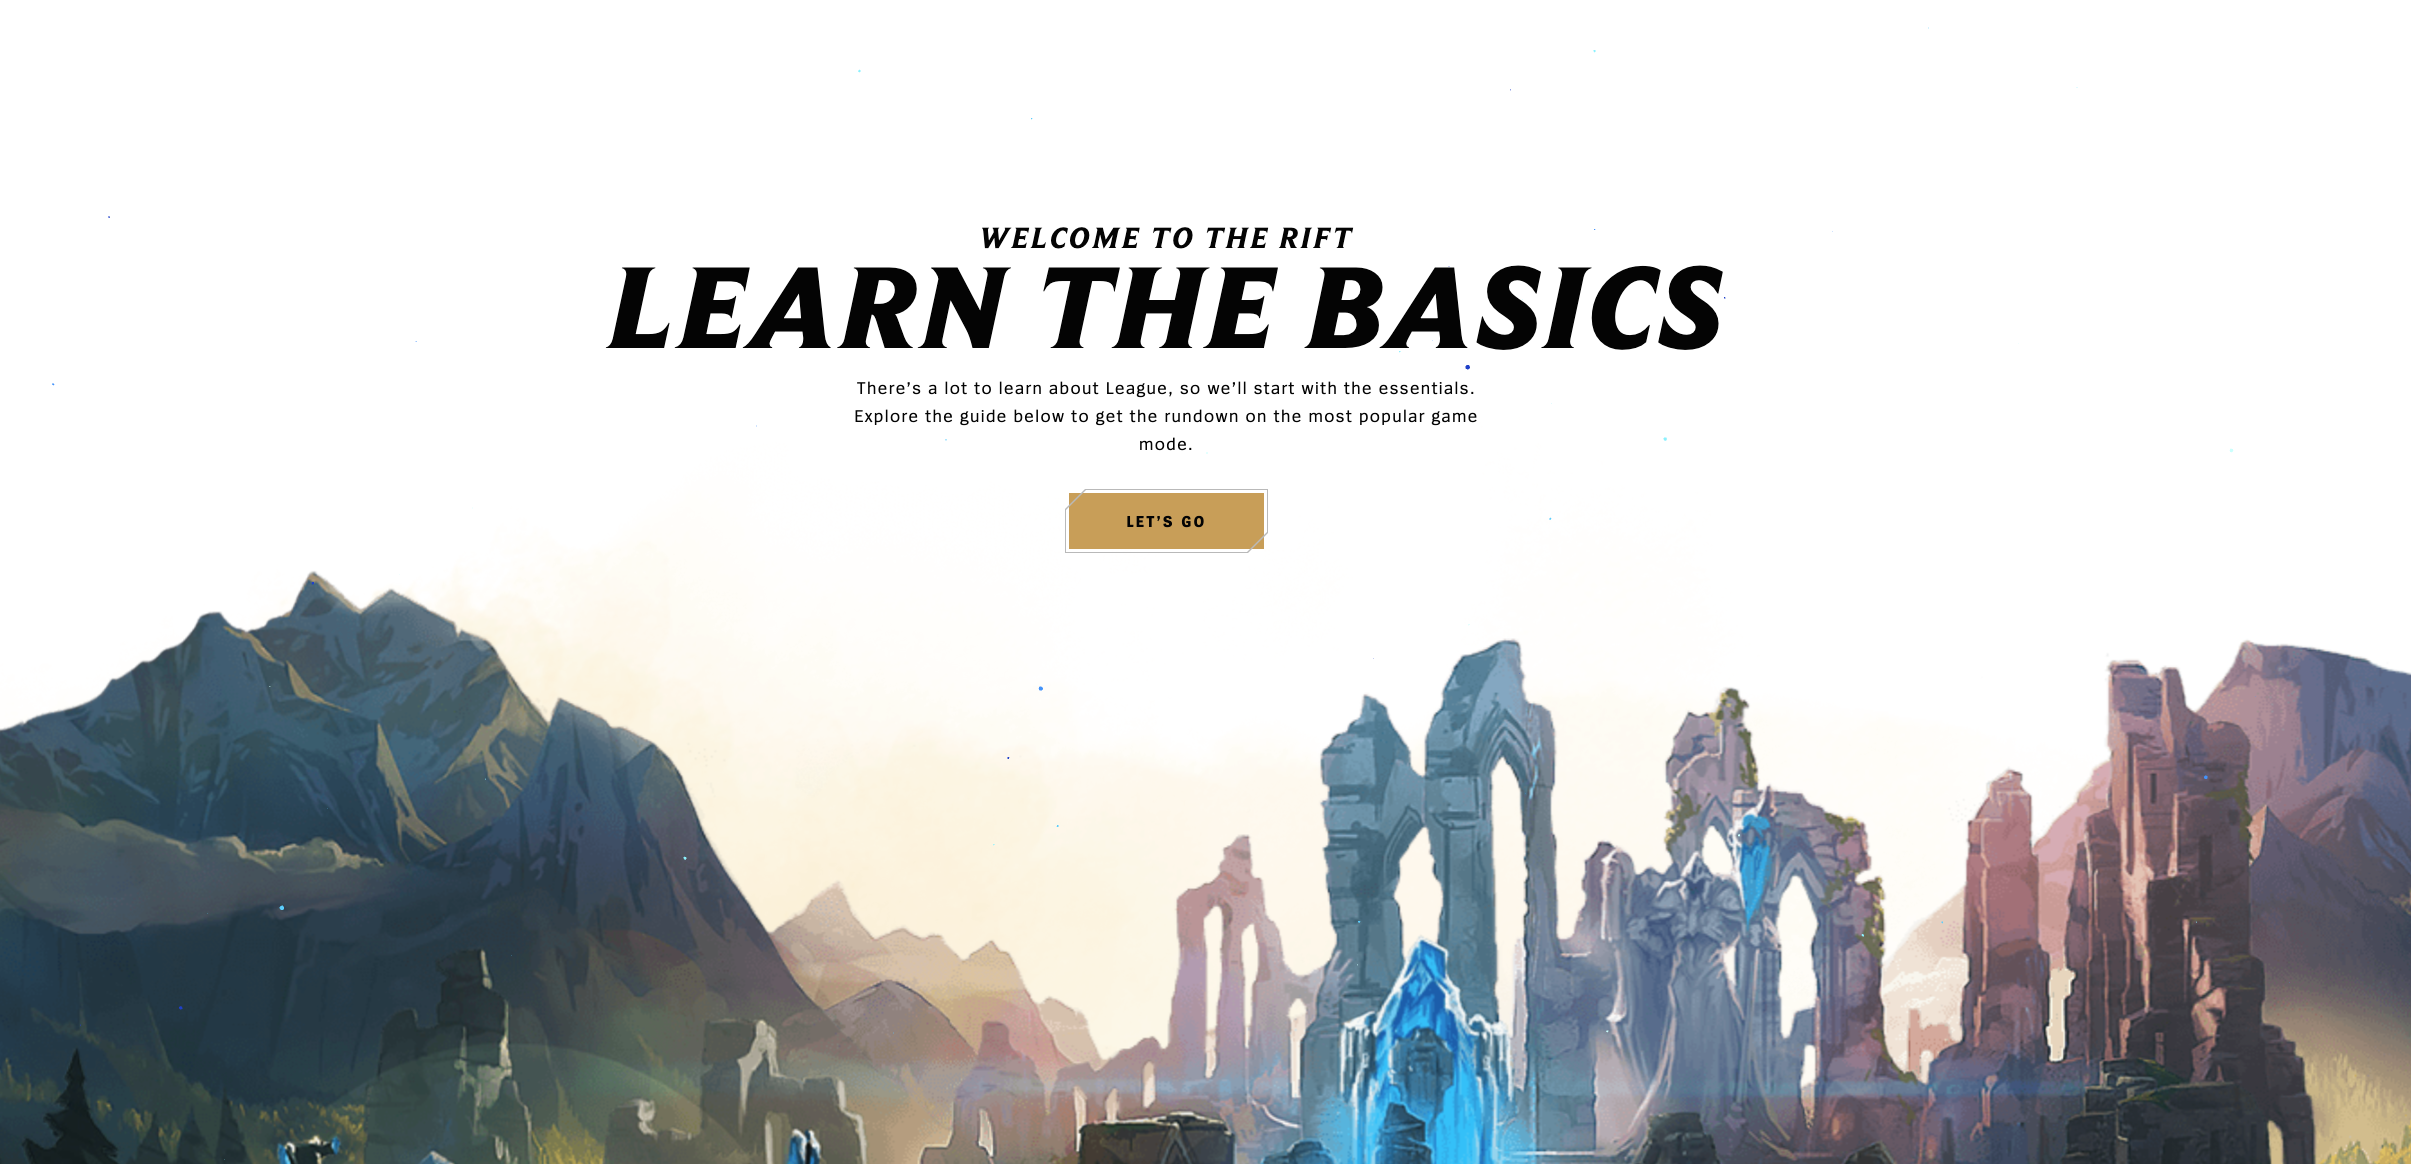 WELCOME TO THE RIFT
LEARN THE BASICS
There’s a lot to learn about League, so we’ll start with the essentials.
Explore the guide below to get the rundown on the most popular game
mode.
LET’S GO